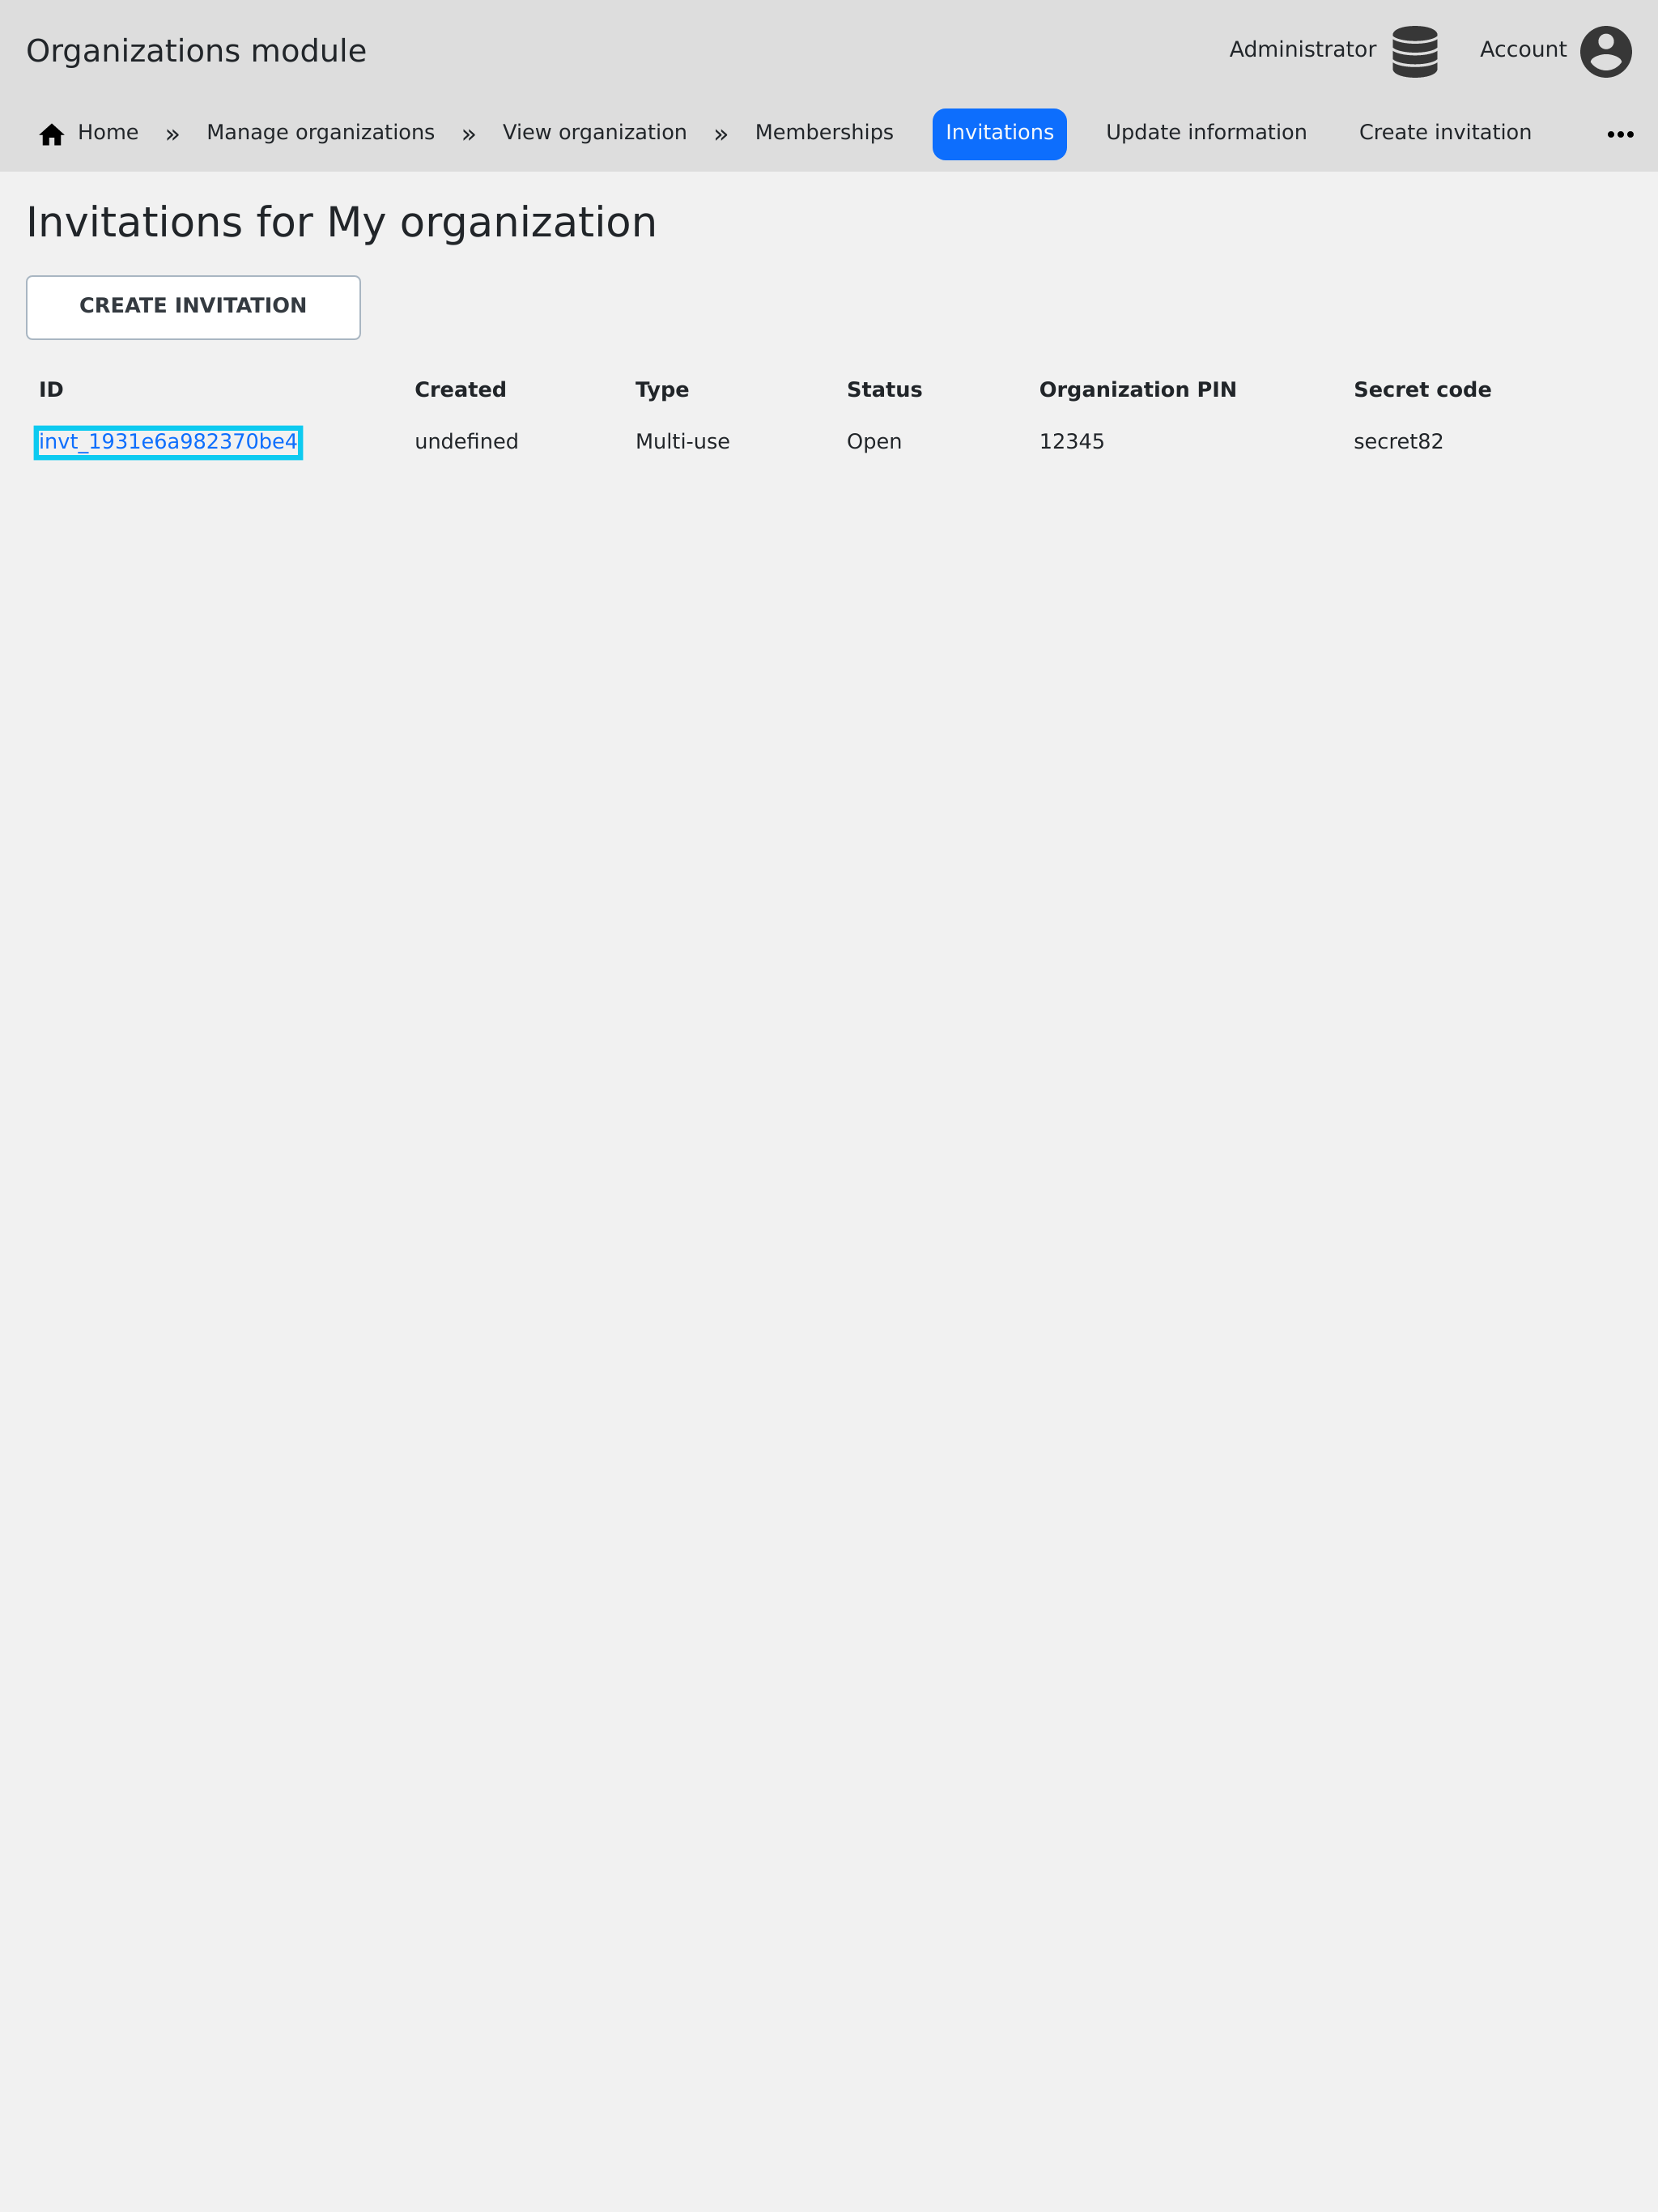 Organizations module
Administrator
Account
Home » Manage organizations » View organization » Memberships Invitations Update information Create invitation •••
Invitations for My organization
CREATE INVITATION
ID Created Type Status Organization PIN Secret code
invt_1931e6a982370be4 undefined Multi-use Open 12345 secret82